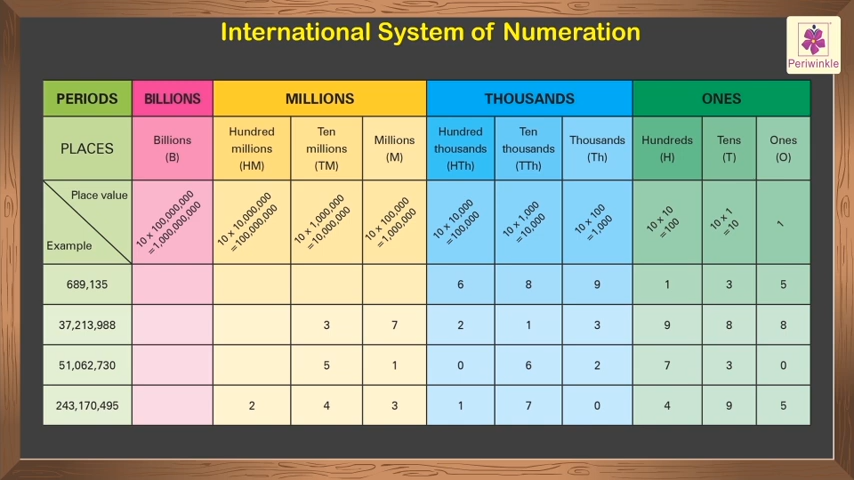 International System of Numeration
Periwinkle
PERIODS BILLIONS MILLIONS THOUSANDS ONES
PLACES Billions (B) Hundred millions (HM) Ten millions (TM) Millions (M) Hundred thousands (HTh) Ten thousands (TTh) Thousands (Th) Hundreds (H) Tens (T) Ones (O)
Place value
Example
10 x 100,000,000 =1,000,000,000 10 x 10,000,000 =100,000,000 10 x 1,000,000 =10,000,000 10 x 100,000 =1,000,000 10 x 10,000 =100,000 10 x 1,000 =10,000 10 x 100 =1,000 10 x 10 =100 10 x 1 =10 1
689,135 6 8 9 1 3 5
37,213,988 3 7 2 1 3 9 8 8
51,062,730 5 1 0 6 2 7 3 0
243,170,495 2 4 3 1 7 0 4 9 5